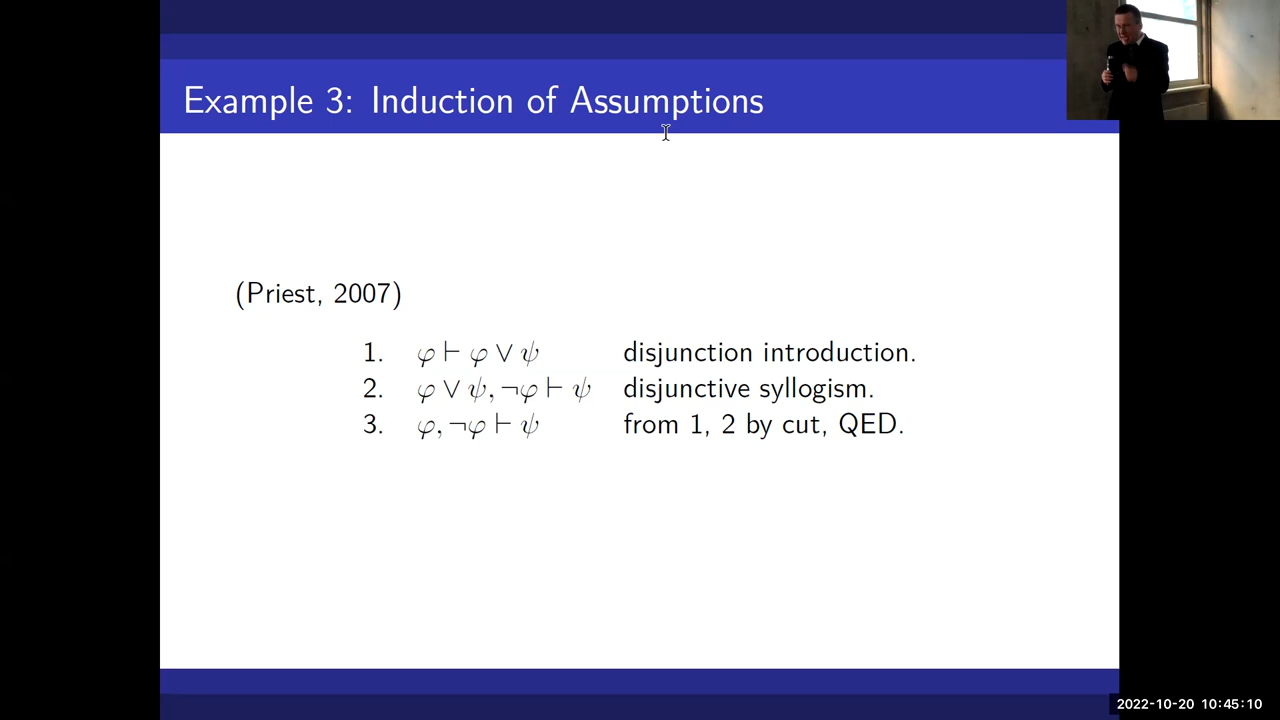 Example 3: Induction of Assumptions
(Priest, 2007)
1. φ ⊢ φ ∨ ψ disjunction introduction.
2. φ ∨ ψ, ¬φ ⊢ ψ disjunctive syllogism.
3. φ, ¬φ ⊢ ψ from 1, 2 by cut, QED.
2022-10-20 10:45:10